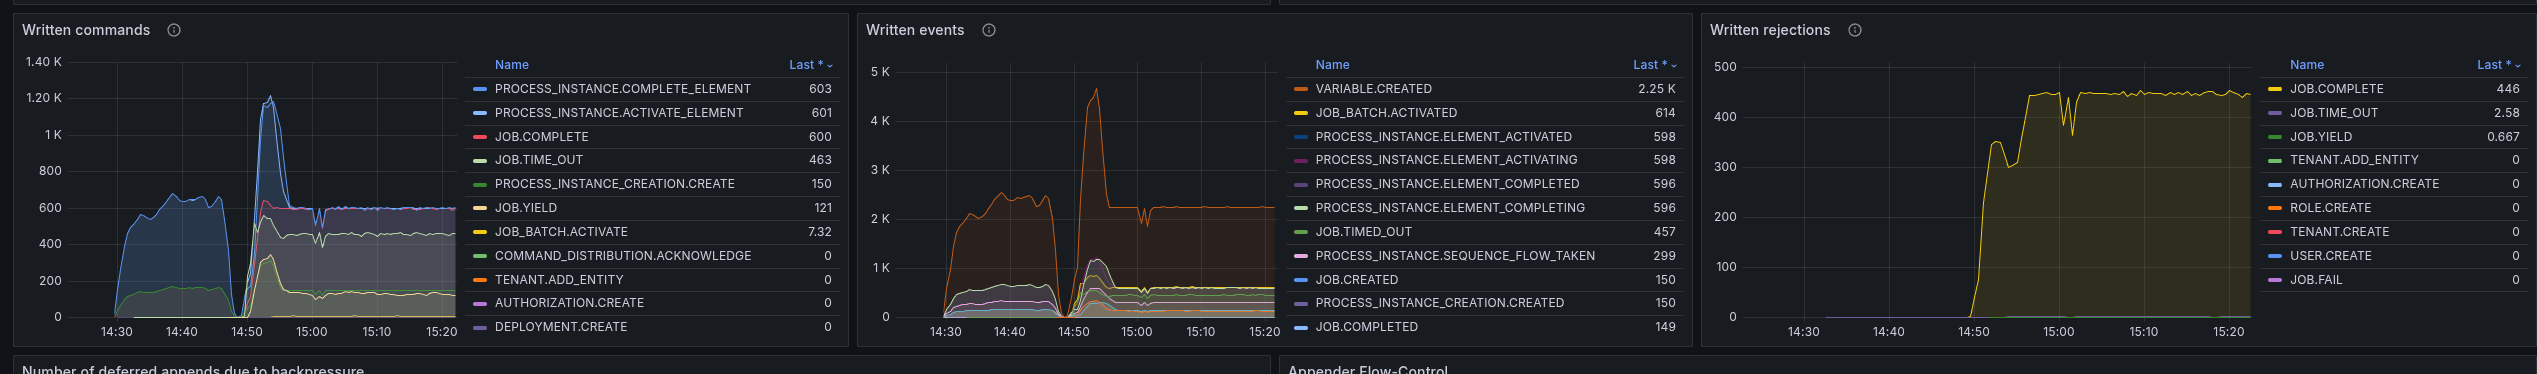 Written commands
1.40 K
1.20 K
1 K
800
600
400
200
0
14:30 14:40 14:50 15:00 15:10 15:20
Name Last *
PROCESS_INSTANCE.COMPLETE_ELEMENT 603
PROCESS_INSTANCE.ACTIVATE_ELEMENT 601
JOB.COMPLETE 600
JOB.TIME_OUT 463
PROCESS_INSTANCE_CREATION.CREATE 150
JOB.YIELD 121
JOB_BATCH.ACTIVATE 7.32
COMMAND_DISTRIBUTION.ACKNOWLEDGE 0
TENANT.ADD_ENTITY 0
AUTHORIZATION.CREATE 0
DEPLOYMENT.CREATE 0
Written events
5 K
4 K
3 K
2 K
1 K
0
14:30 14:40 14:50 15:00 15:10 15:20
Name Last *
VARIABLE.CREATED 2.25 K
JOB_BATCH.ACTIVATED 614
PROCESS_INSTANCE.ELEMENT_ACTIVATED 598
PROCESS_INSTANCE.ELEMENT_ACTIVATING 598
PROCESS_INSTANCE.ELEMENT_COMPLETED 596
PROCESS_INSTANCE.ELEMENT_COMPLETING 596
JOB.TIMED_OUT 457
PROCESS_INSTANCE.SEQUENCE_FLOW_TAKEN 299
JOB.CREATED 150
PROCESS_INSTANCE_CREATION.CREATED 150
JOB.COMPLETED 149
Written rejections
500
400
300
200
100
0
14:30 14:40 14:50 15:00 15:10 15:20
Name Last *
JOB.COMPLETE 446
JOB.TIME_OUT 2.58
JOB.YIELD 0.667
TENANT.ADD_ENTITY 0
AUTHORIZATION.CREATE 0
ROLE.CREATE 0
TENANT.CREATE 0
USER.CREATE 0
JOB.FAIL 0
Number of deferred appends due to backpressure
Appender Flow-Control